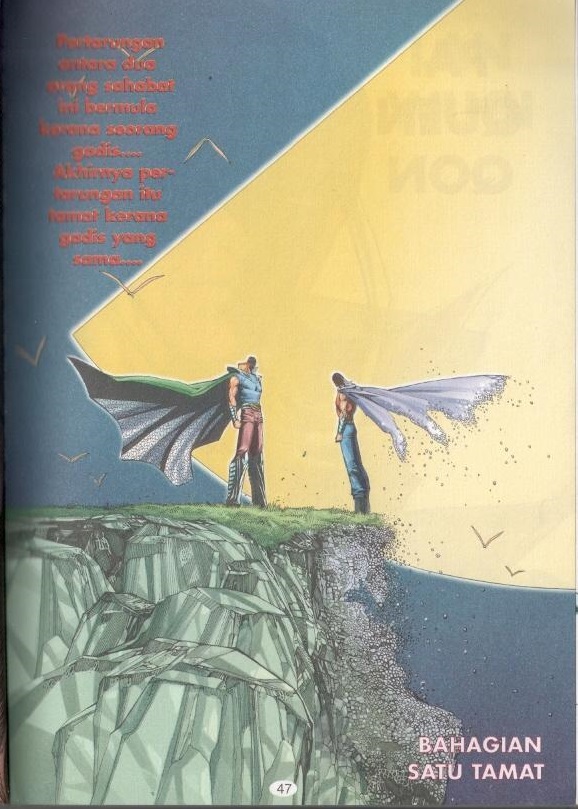 Pertarungan
antara dua
orang sahabat
ini bermula
kerana seorang
gadis....
Akhirnya per-
tarungan itu
tamat kerana
gadis yang
sama....
47
BAHAGIAN
SATU TAMAT